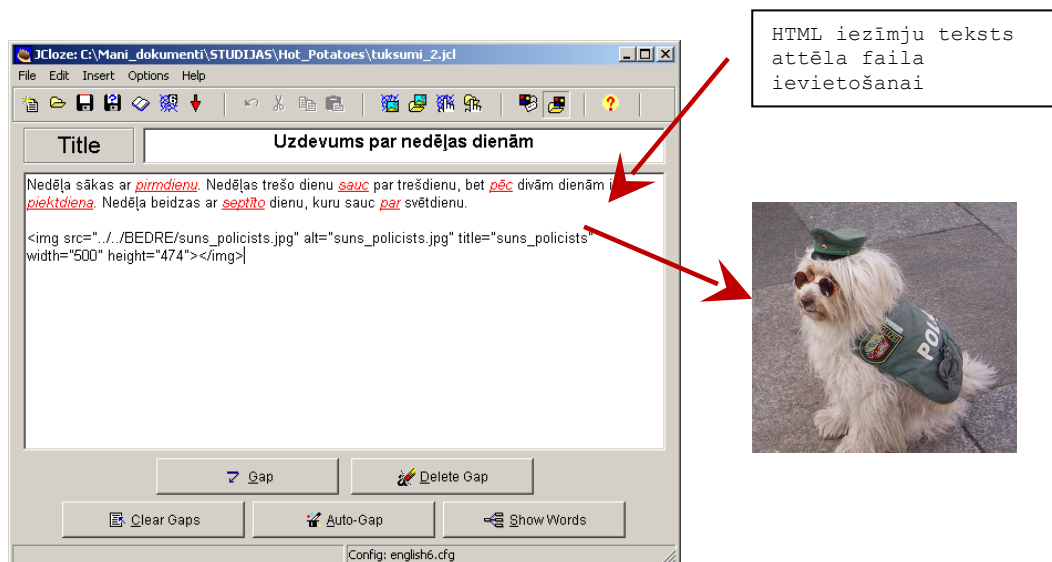 HTML iezīmju teksts
attēla faila
ievietošanai
JCloze: C:\Mani_dokumenti\STUDIJAS\Hot_Potatoes\tuksumi_2.jcl
File Edit Insert Options Help
Title
Uzdevums par nedēļas dienām
Nedēļa sākas ar pirmdienu. Nedēļas trešo dienu sauc par trešdienu, bet pēc divām dienām
piektdiena. Nedēļa beidzas ar septīto dienu, kuru sauc par svētdienu.
<img src="../../BEDRE/suns_policists.jpg" alt="suns_policists.jpg" title="suns_policists"
width="500" height="474"></img>
Gap
Delete Gap
Clear Gaps
Auto-Gap
Show Words
Config: english6.cfg